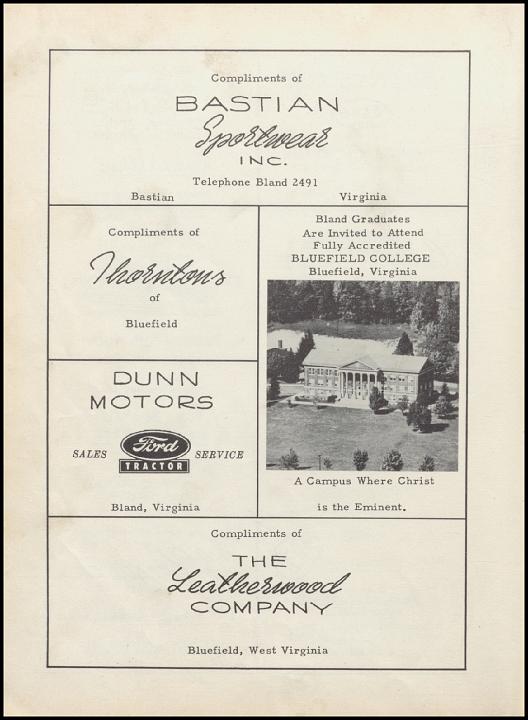 Compliments of
BASTIAN
Sportwear
INC.
Telephone Bland 2491
Bastian Virginia
Compliments of
Thorntons
of
Bluefield
Bland Graduates
Are Invited to Attend
Fully Accredited
BLUEFIELD COLLEGE
Bluefield, Virginia
A Campus Where Christ
is the Eminent.
DUNN
MOTORS
SALES Ford SERVICE
TRACTOR
Bland, Virginia
Compliments of
THE
Leatherwood
COMPANY
Bluefield, West Virginia